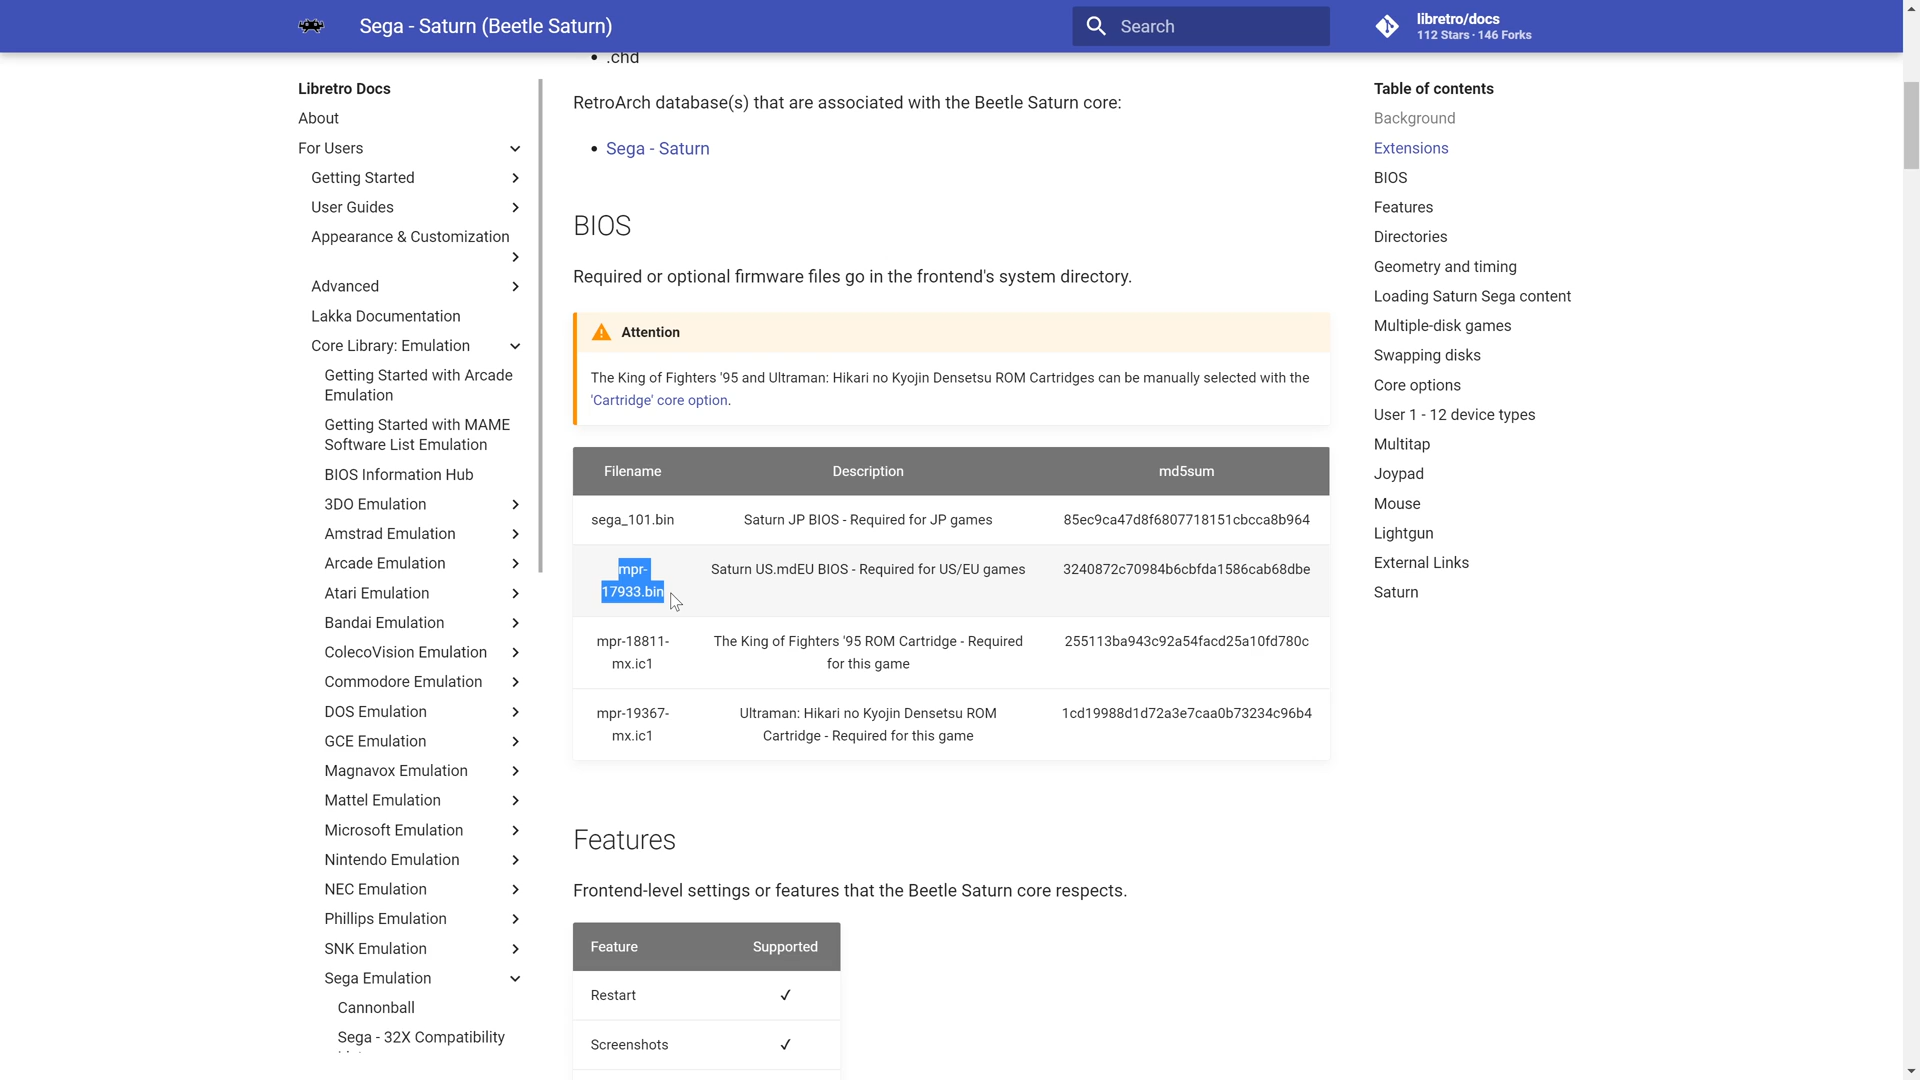 Sega - Saturn (Beetle Saturn)
Search
libretro/docs
112 Stars · 146 Forks
Libretro Docs
About
For Users
Getting Started
User Guides
Appearance & Customization
Advanced
Lakka Documentation
Core Library: Emulation
Getting Started with Arcade
Emulation
Getting Started with MAME
Software List Emulation
BIOS Information Hub
3DO Emulation
Amstrad Emulation
Arcade Emulation
Atari Emulation
Bandai Emulation
ColecoVision Emulation
Commodore Emulation
DOS Emulation
GCE Emulation
Magnavox Emulation
Mattel Emulation
Microsoft Emulation
Nintendo Emulation
NEC Emulation
Phillips Emulation
SNK Emulation
Sega Emulation
Cannonball
Sega - 32X Compatibility
• .chd
RetroArch database(s) that are associated with the Beetle Saturn core:
• Sega - Saturn
BIOS
Required or optional firmware files go in the frontend's system directory.
Attention
The King of Fighters '95 and Ultraman: Hikari no Kyojin Densetsu ROM Cartridges can be manually selected with the
'Cartridge' core option.
Filename Description md5sum
sega_101.bin Saturn JP BIOS - Required for JP games 85ec9ca47d8f6807718151cbcca8b964
mpr- Saturn US.mdEU BIOS - Required for US/EU games 3240872c70984b6cbfda1586cab68dbe
17933.bin
mpr-18811- The King of Fighters '95 ROM Cartridge - Required 255113ba943c92a54facd25a10fd780c
mx.ic1 for this game
mpr-19367- Ultraman: Hikari no Kyojin Densetsu ROM 1cd19988d1d72a3e7caa0b73234c96b4
mx.ic1 Cartridge - Required for this game
Features
Frontend-level settings or features that the Beetle Saturn core respects.
Feature Supported
Restart ✓
Screenshots ✓
Table of contents
Background
Extensions
BIOS
Features
Directories
Geometry and timing
Loading Saturn Sega content
Multiple-disk games
Swapping disks
Core options
User 1 - 12 device types
Multitap
Joypad
Mouse
Lightgun
External Links
Saturn